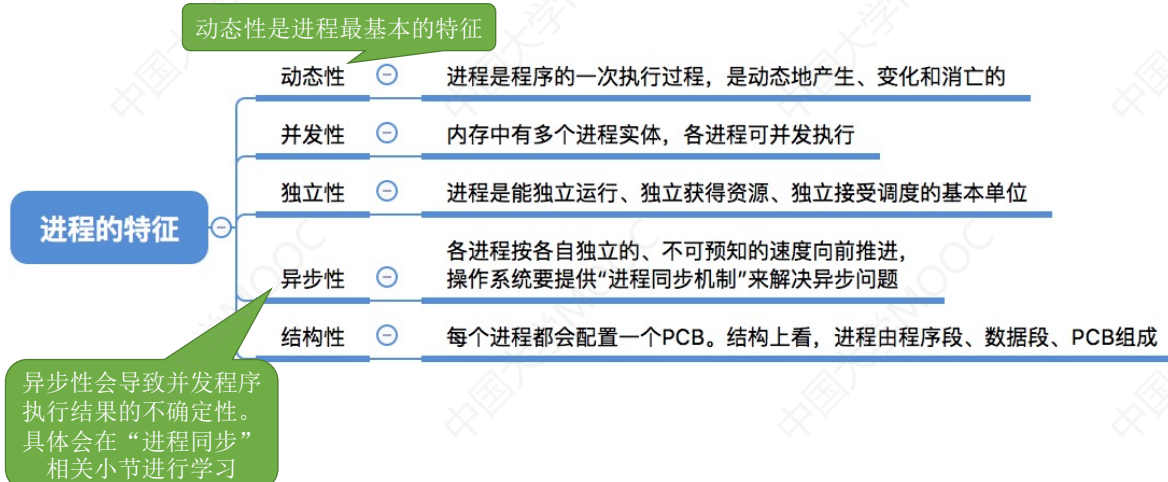 动态性是进程最基本的特征
动态性
进程是程序的一次执行过程，是动态地产生、变化和消亡的
并发性
内存中有多个进程实体，各进程可并发执行
独立性
进程是能独立运行、独立获得资源、独立接受调度的基本单位
进程的特征
异步性
各进程按各自独立的、不可预知的速度向前推进，
操作系统要提供“进程同步机制”来解决异步问题
结构性
每个进程都会配置一个PCB。结构上看，进程由程序段、数据段、PCB组成
异步性会导致并发程序
执行结果的不确定性。
具体会在“进程同步”
相关小节进行学习